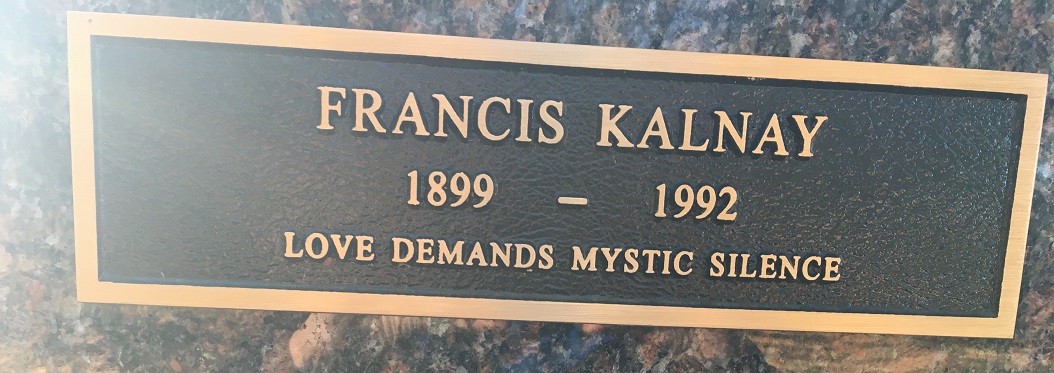 FRANCIS KALNAY
1899 – 1992
LOVE DEMANDS MYSTIC SILENCE